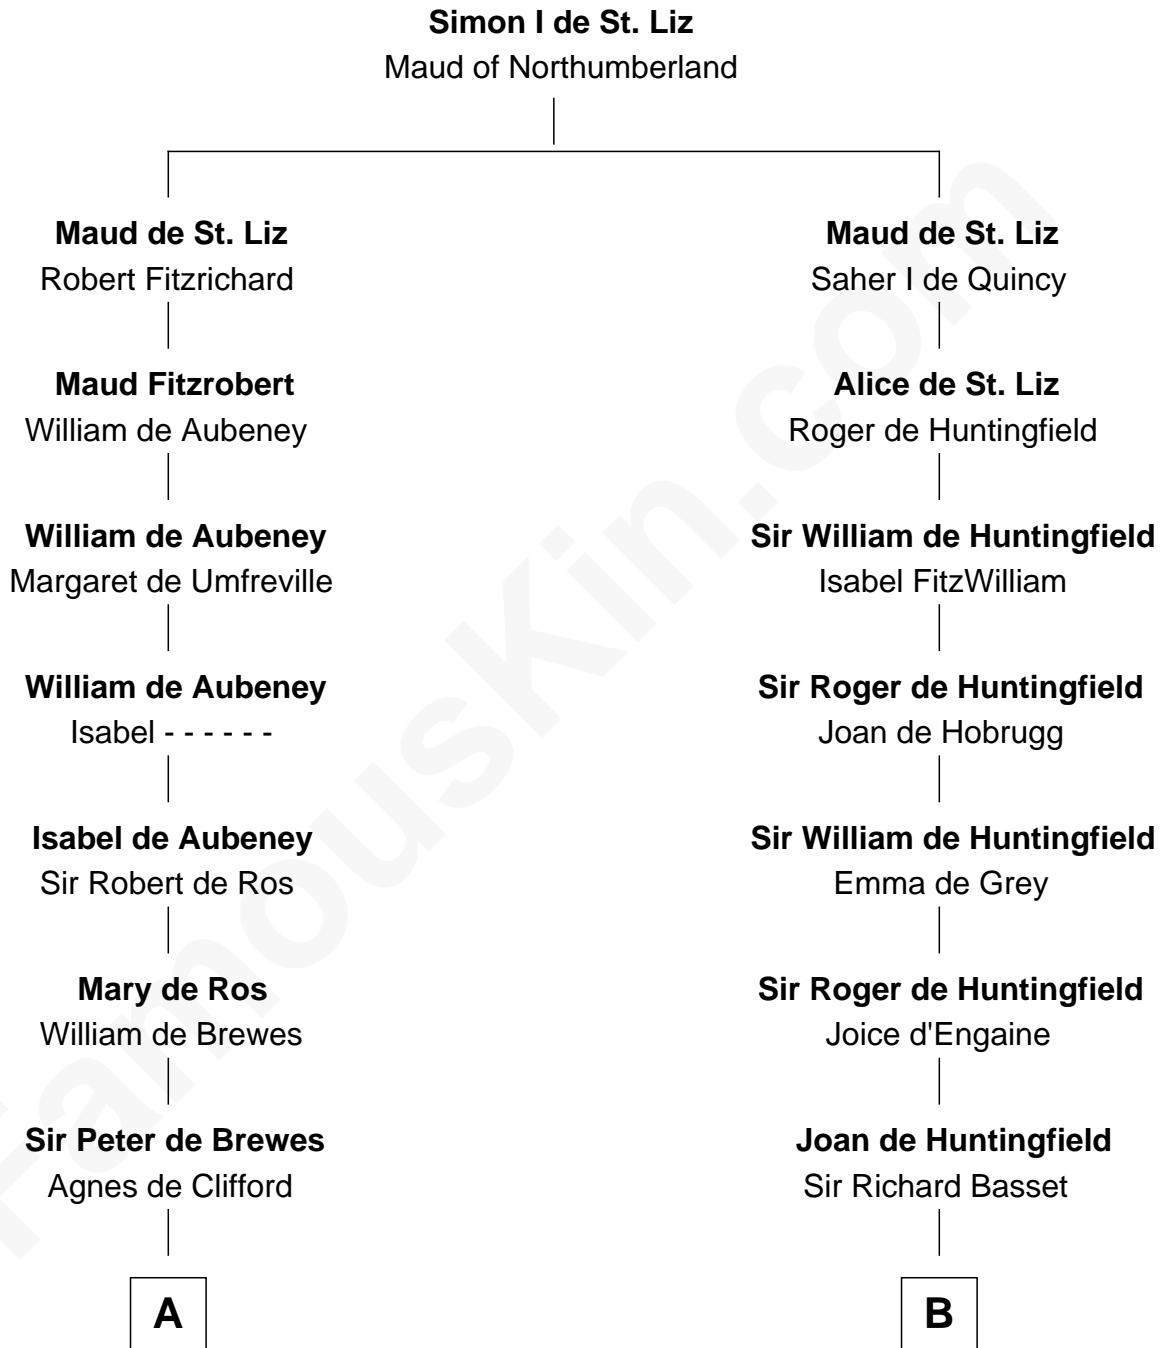 Simon I de St. Liz
Maud of Northumberland
Maud de St. Liz
Robert Fitzrichard
Maud Fitzrobert
William de Aubeney
William de Aubeney
Margaret de Umfreville
William de Aubeney
Isabel - - - - - -
Isabel de Aubeney
Sir Robert de Ros
Mary de Ros
William de Brewes
Sir Peter de Brewes
Agnes de Clifford
A
Maud de St. Liz
Saher I de Quincy
Alice de St. Liz
Roger de Huntingfield
Sir William de Huntingfield
Isabel FitzWilliam
Sir Roger de Huntingfield
Joan de Hobrugg
Sir William de Huntingfield
Emma de Grey
Sir Roger de Huntingfield
Joice d'Engaine
Joan de Huntingfield
Sir Richard Basset
B
FamousKin.com